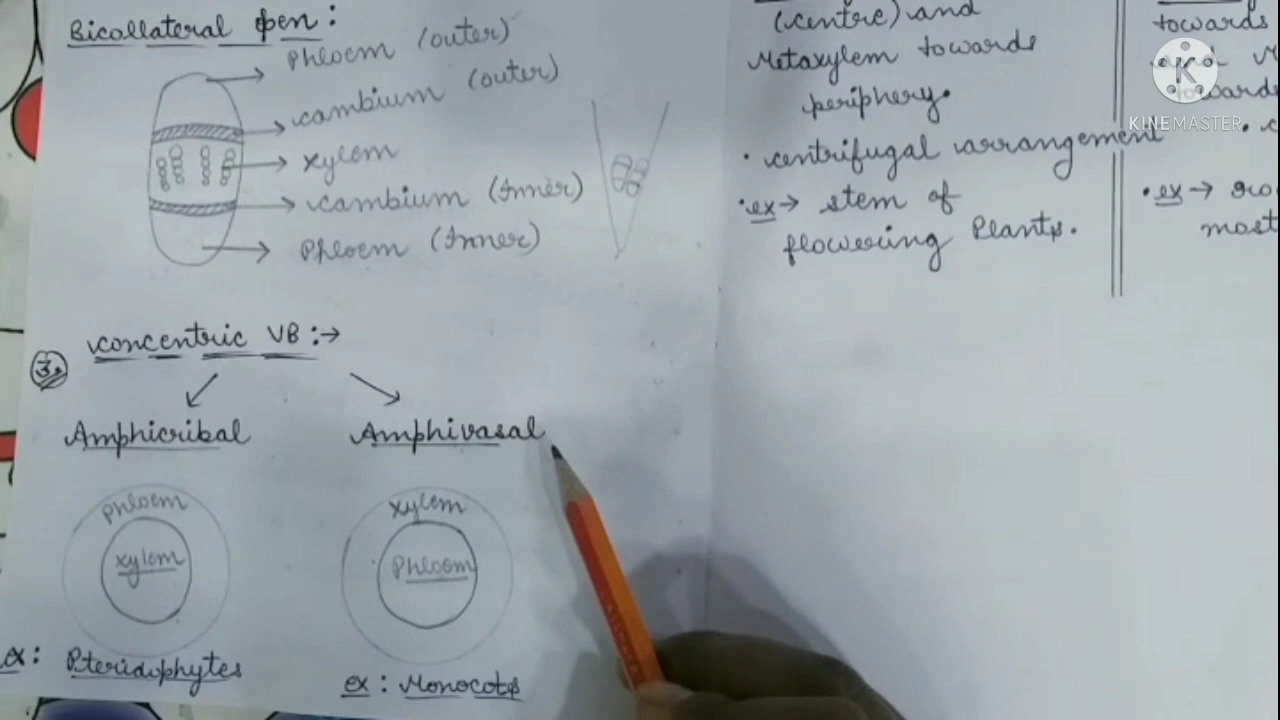 Bicollateral open:
Phloem (outer)
cambium (outer)
xylem
cambium (Inner)
Phloem (Inner)
3. concentric VB:→
Amphicribal
Amphivasal
Phloem
xylem
xylem
Phloem
ex: Pteridophytes
ex: Monocots
(centre) and
Metaxylem towards
periphery.
• centrifugal arrangement
• ex → stem of
flowering Plants.
towards
towards
• ex →
most
K
KINEMASTER